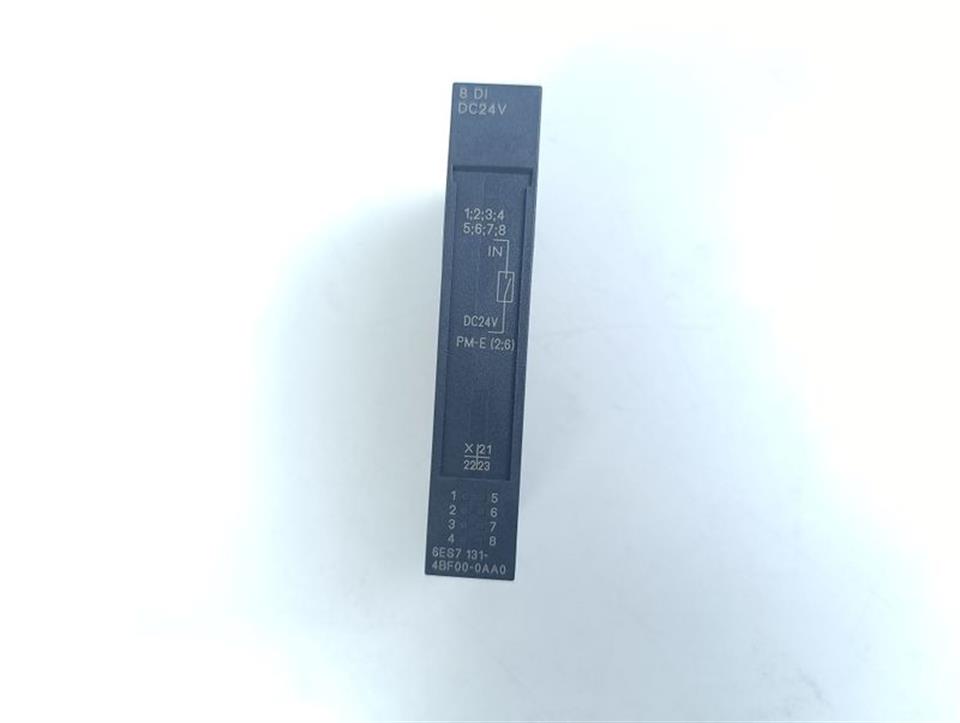 8 DI
DC24V
1;2;3;4
5;6;7;8
IN
DC24V
PM-E (2;6)
X 21
22 23
1 5
2 6
3 7
4 8
6ES7 131-
4BF00-0AA0